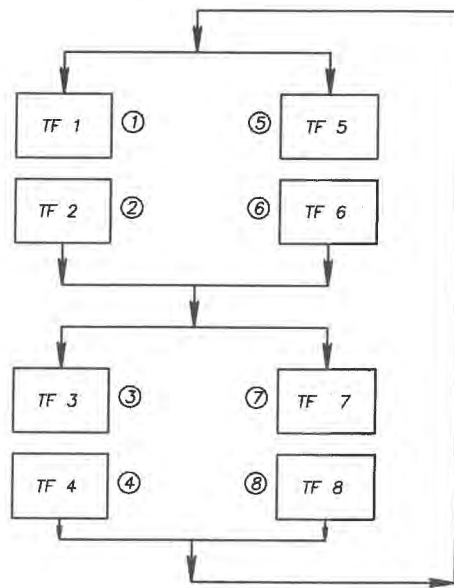 TF 1 ① ⑤ TF 5
TF 2 ② ⑥ TF 6
TF 3 ③ ⑦ TF 7
TF 4 ④ ⑧ TF 8